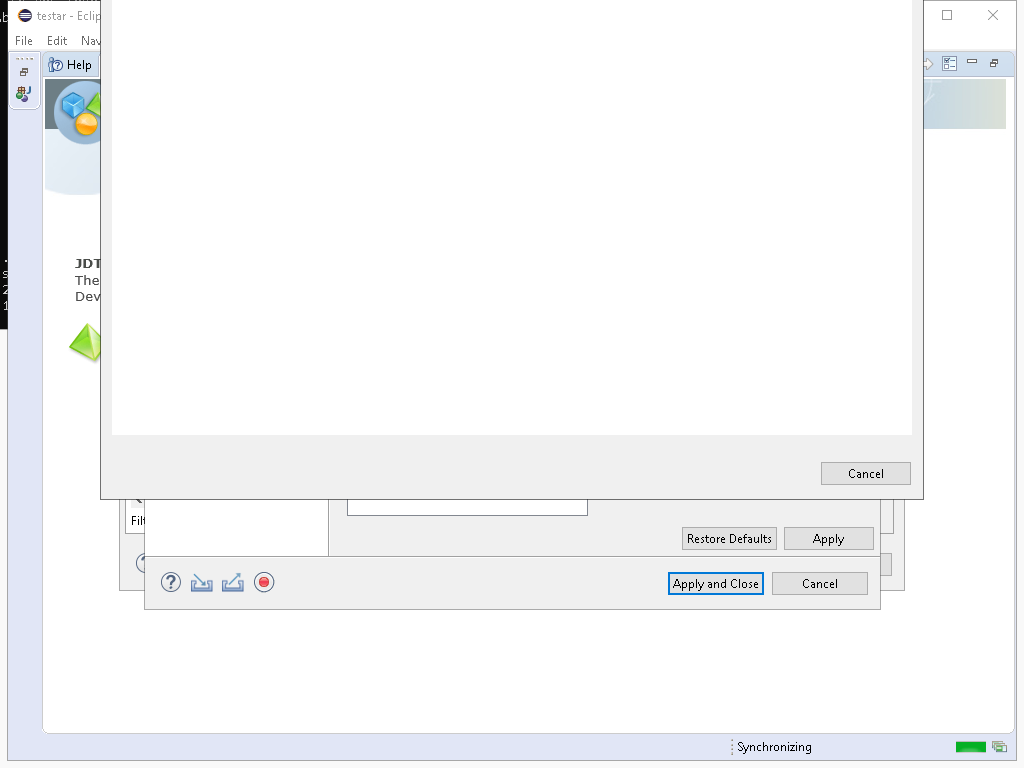 testar - Eclip
File Edit Nav
Help
JDT
The
Dev
Cancel
Filt
Restore Defaults Apply
Apply and Close Cancel
Synchronizing